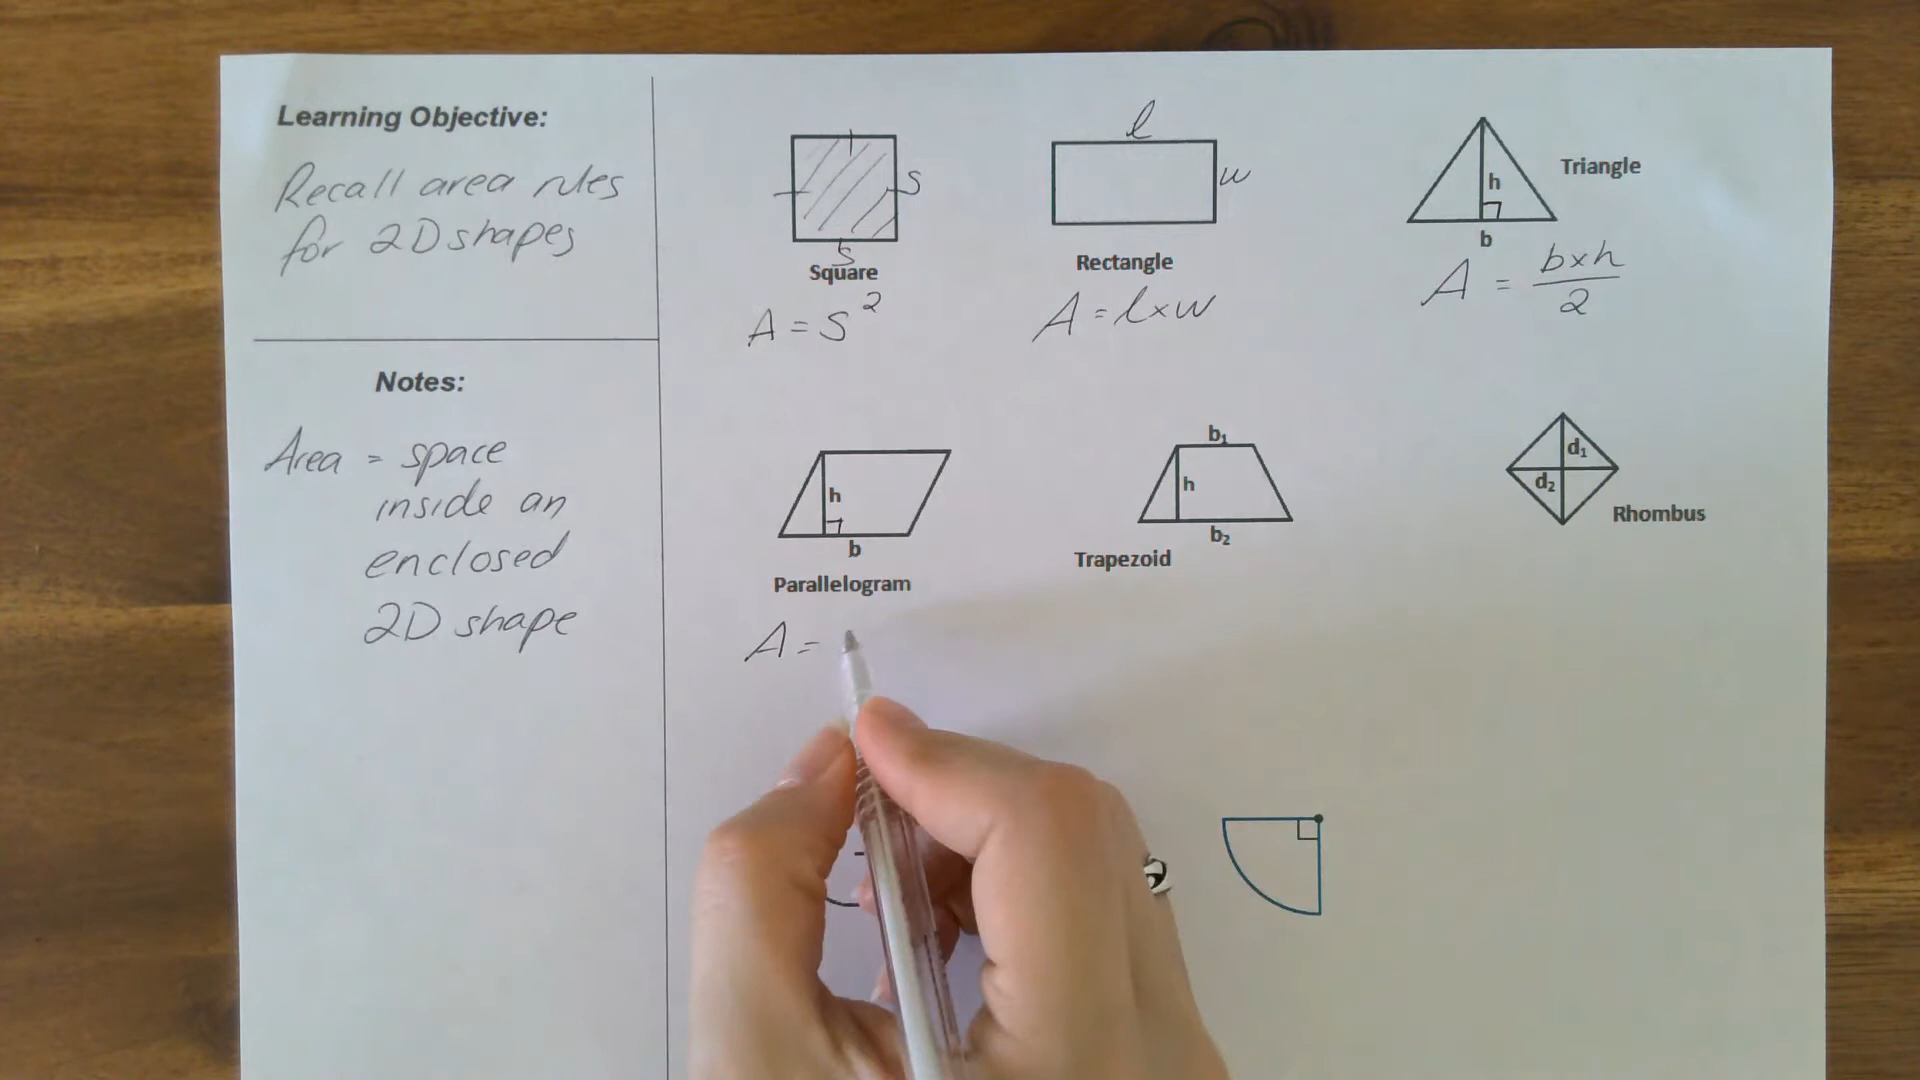 Learning Objective:
Recall area rules
for 2D shapes
Notes:
Area = space
inside an
enclosed
2D shape
s
s
Square
A = s²
l
w
Rectangle
A = l×w
h
b
Triangle
A = b×h
2
h
b
Parallelogram
A =
b₁
h
b₂
Trapezoid
d₁
d₂
Rhombus